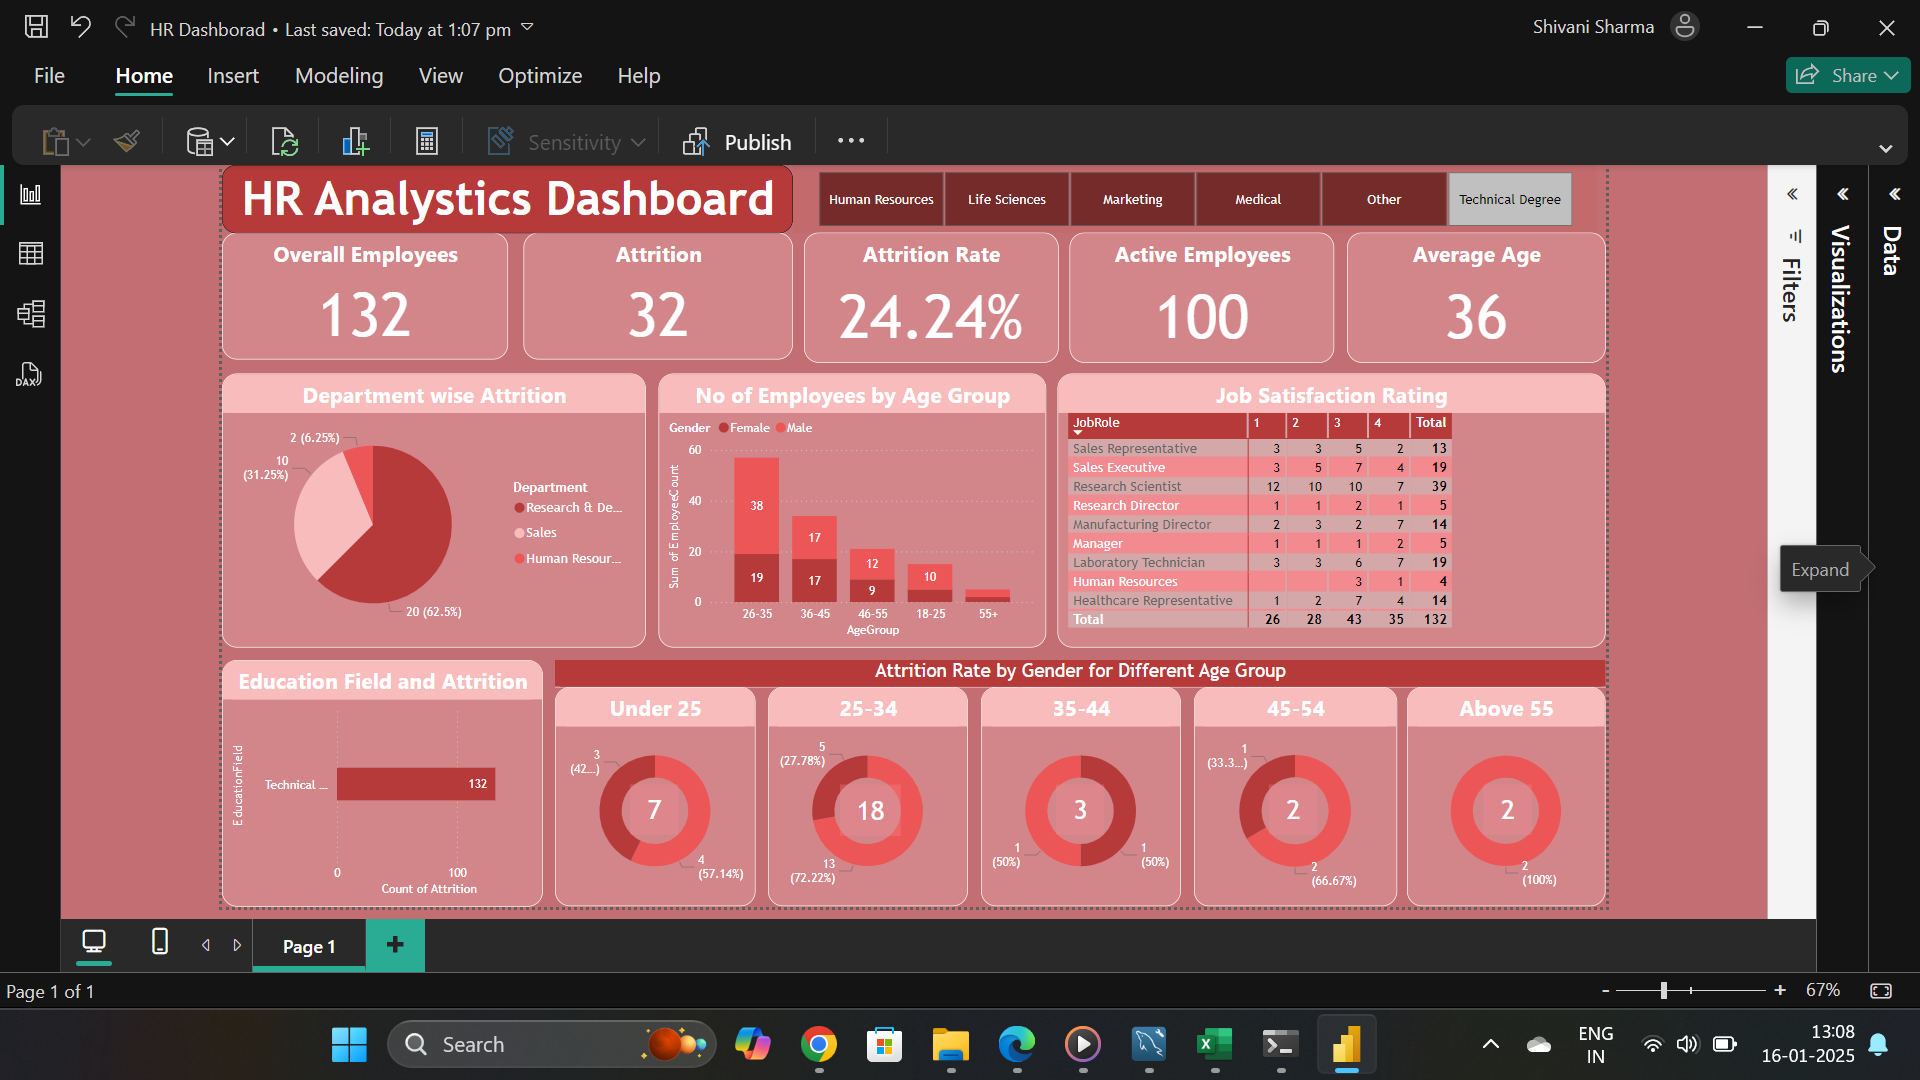 HR Dashborad • Last saved: Today at 1:07 pm
Shivani Sharma
File Home Insert Modeling View Optimize Help
Share
Sensitivity
Publish
HR Analystics Dashboard
Human Resources
Life Sciences
Marketing
Medical
Other
Technical Degree
Overall Employees
132
Attrition
32
Attrition Rate
24.24%
Active Employees
100
Average Age
36
Filters
Visualizations
Data
DAX
Department wise Attrition
2 (6.25%)
10
(31.25%)
20 (62.5%)
Department
Research & De...
Sales
Human Resour...
No of Employees by Age Group
Gender Female Male
Sum of EmployeeCount
60
40
20
0
38
19
17
17
12
9
10
26-35 36-45 46-55 18-25 55+
AgeGroup
Job Satisfaction Rating
JobRole 1 2 3 4 Total
Sales Representative 3 3 5 2 13
Sales Executive 3 5 7 4 19
Research Scientist 12 10 10 7 39
Research Director 1 1 2 1 5
Manufacturing Director 2 3 2 7 14
Manager 1 1 1 2 5
Laboratory Technician 3 3 6 7 19
Human Resources 3 1 4
Healthcare Representative 1 2 7 4 14
Total 26 28 43 35 132
Expand
Education Field and Attrition
EducationField
Technical ...
132
0 100
Count of Attrition
Attrition Rate by Gender for Different Age Group
Under 25
3
(42...)
7
4
(57.14%)
25-34
5
(27.78%)
18
13
(72.22%)
35-44
3
1
(50%)
1
(50%)
45-54
1
(33.3...)
2
2
(66.67%)
Above 55
2
2
(100%)
Page 1
+
Page 1 of 1
- + 67%
Search
ENG
IN
13:08
16-01-2025